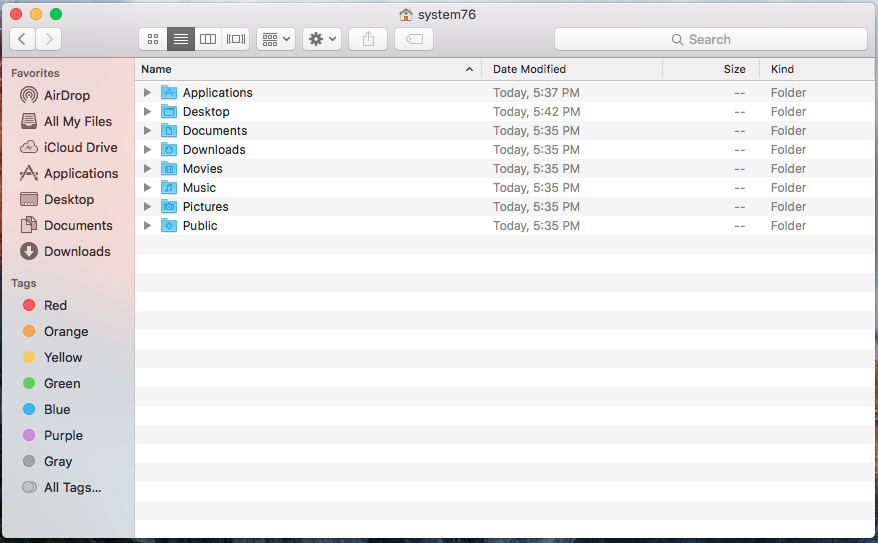 system76
Search
Favorites
AirDrop
All My Files
iCloud Drive
Applications
Desktop
Documents
Downloads
Tags
Red
Orange
Yellow
Green
Blue
Purple
Gray
All Tags...
Name Date Modified Size Kind
Applications Today, 5:37 PM -- Folder
Desktop Today, 5:42 PM -- Folder
Documents Today, 5:35 PM -- Folder
Downloads Today, 5:35 PM -- Folder
Movies Today, 5:35 PM -- Folder
Music Today, 5:35 PM -- Folder
Pictures Today, 5:35 PM -- Folder
Public Today, 5:35 PM -- Folder